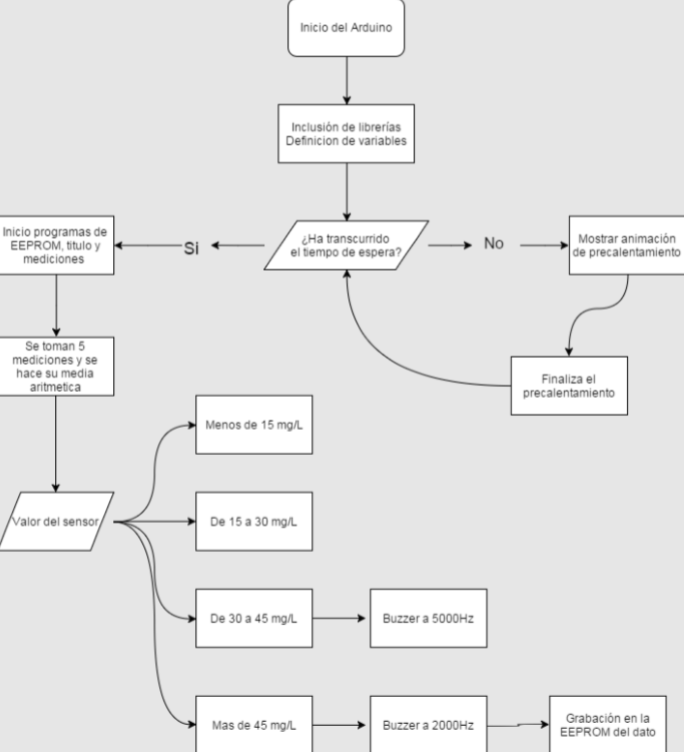 Inicio del Arduino
Inclusión de librerías
Definicion de variables
¿Ha transcurrido
el tiempo de espera?
Si
No
Inicio programas de
EEPROM, titulo y
mediciones
Mostrar animación
de precalentamiento
Se toman 5
mediciones y se
hace su media
aritmetica
Finaliza el
precalentamiento
Valor del sensor
Menos de 15 mg/L
De 15 a 30 mg/L
De 30 a 45 mg/L
Buzzer a 5000Hz
Mas de 45 mg/L
Buzzer a 2000Hz
Grabación en la
EEPROM del dato